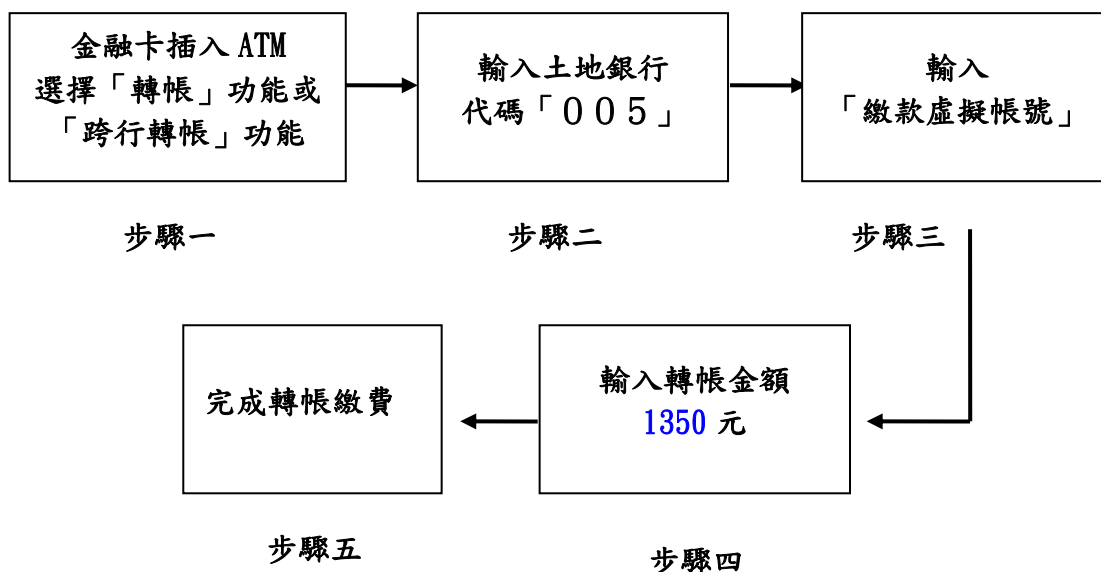 金融卡插入 ATM
選擇「轉帳」功能或
「跨行轉帳」功能
步驟一
輸入土地銀行
代碼「００５」
步驟二
輸入
「繳款虛擬帳號」
步驟三
輸入轉帳金額
1350 元
步驟四
完成轉帳繳費
步驟五